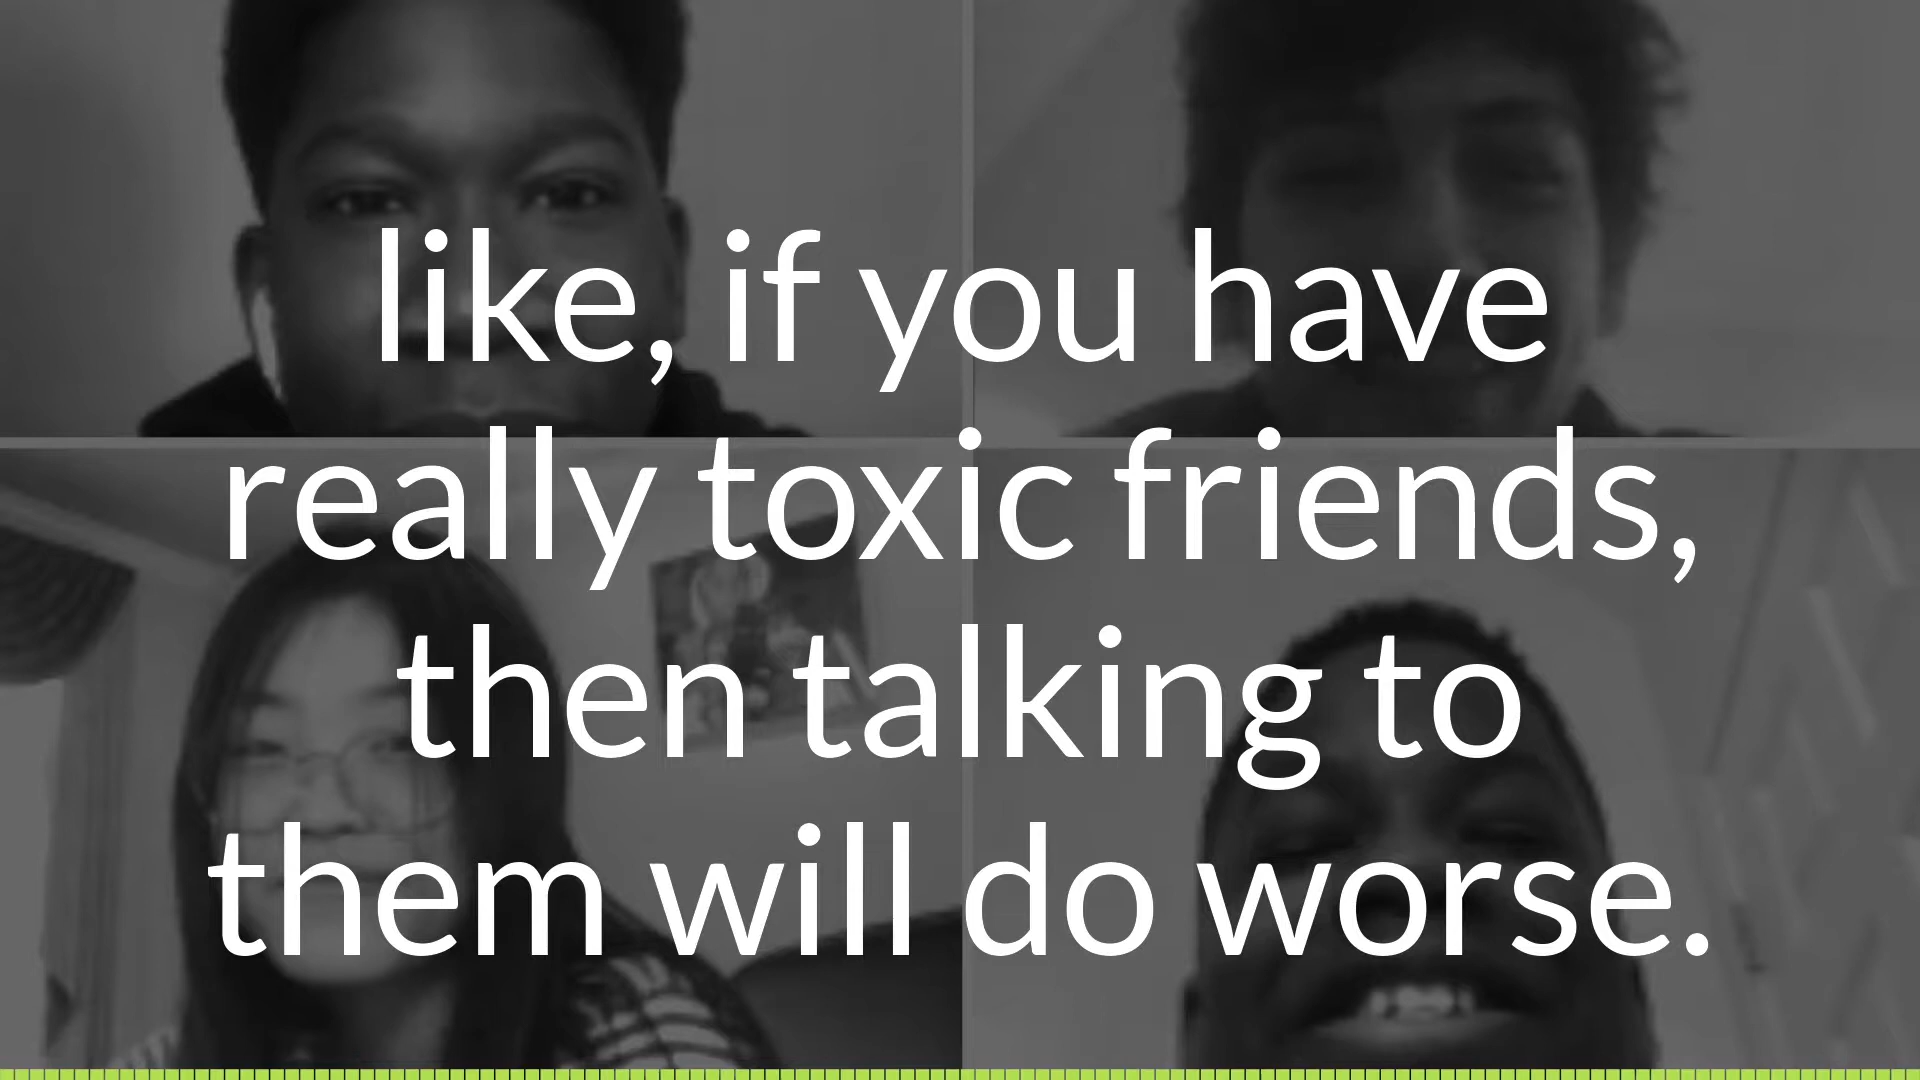 like, if you have
really toxic friends,
then talking to
them will do worse.